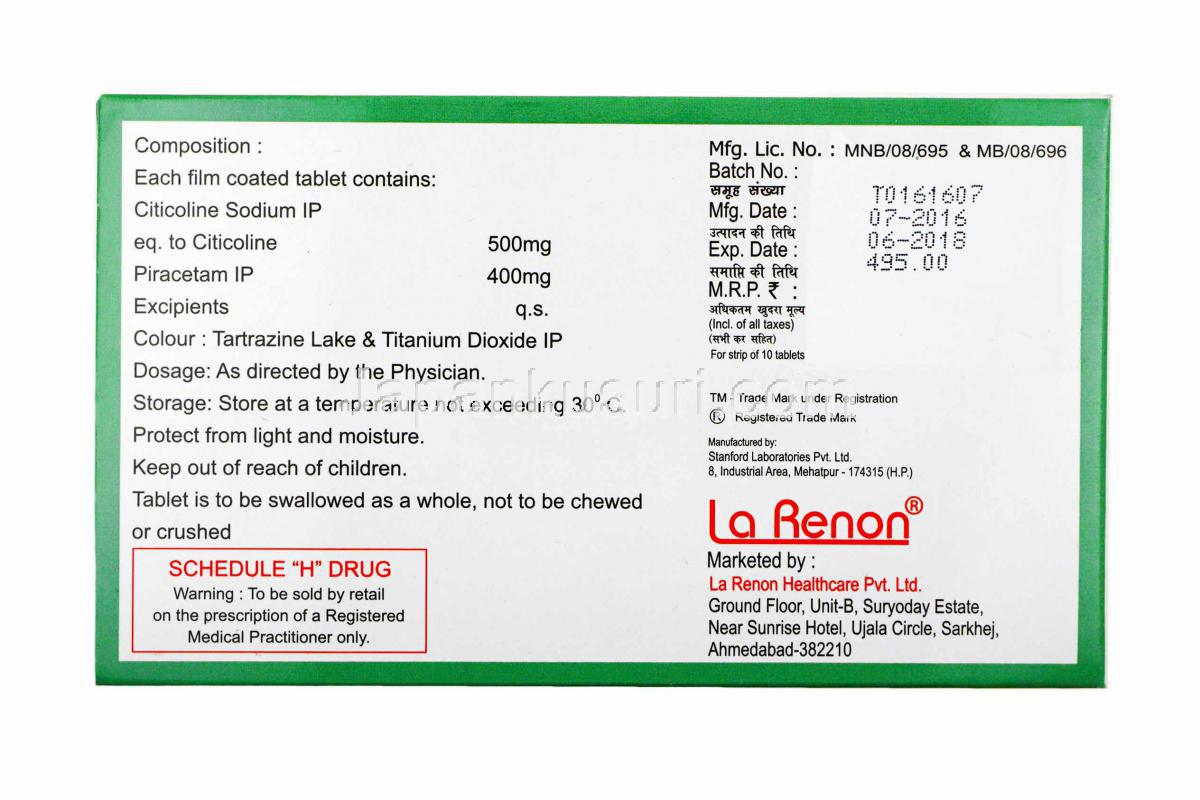 Composition :
Each film coated tablet contains:
Citicoline Sodium IP
eq. to Citicoline 500mg
Piracetam IP 400mg
Excipients q.s.
Colour : Tartrazine Lake & Titanium Dioxide IP
Dosage: As directed by the Physician.
Storage: Store at a temperature not exceeding 30⁰ C
Protect from light and moisture.
Keep out of reach of children.
Tablet is to be swallowed as a whole, not to be chewed
or crushed
SCHEDULE “H” DRUG
Warning : To be sold by retail
on the prescription of a Registered
Medical Practitioner only.
Mfg. Lic. No. : MNB/08/695 & MB/08/696
Batch No. :
समूह संख्या
Mfg. Date :
उत्पादन की तिथि
Exp. Date :
समाप्ति की तिथि
M.R.P. ₹ :
अधिकतम खुदरा मूल्य
(Incl. of all taxes)
(सभी कर सहित)
For strip of 10 tablets
T0161607
07-2016
06-2018
495.00
TM - Trade Mark under Registration
® Registered Trade Mark
Manufactured by:
Stanford Laboratories Pvt. Ltd.
8, Industrial Area, Mehatpur - 174315 (H.P.)
La Renon®
Marketed by :
La Renon Healthcare Pvt. Ltd.
Ground Floor, Unit-B, Suryoday Estate,
Near Sunrise Hotel, Ujala Circle, Sarkhej,
Ahmedabad-382210
Japankusuri.com